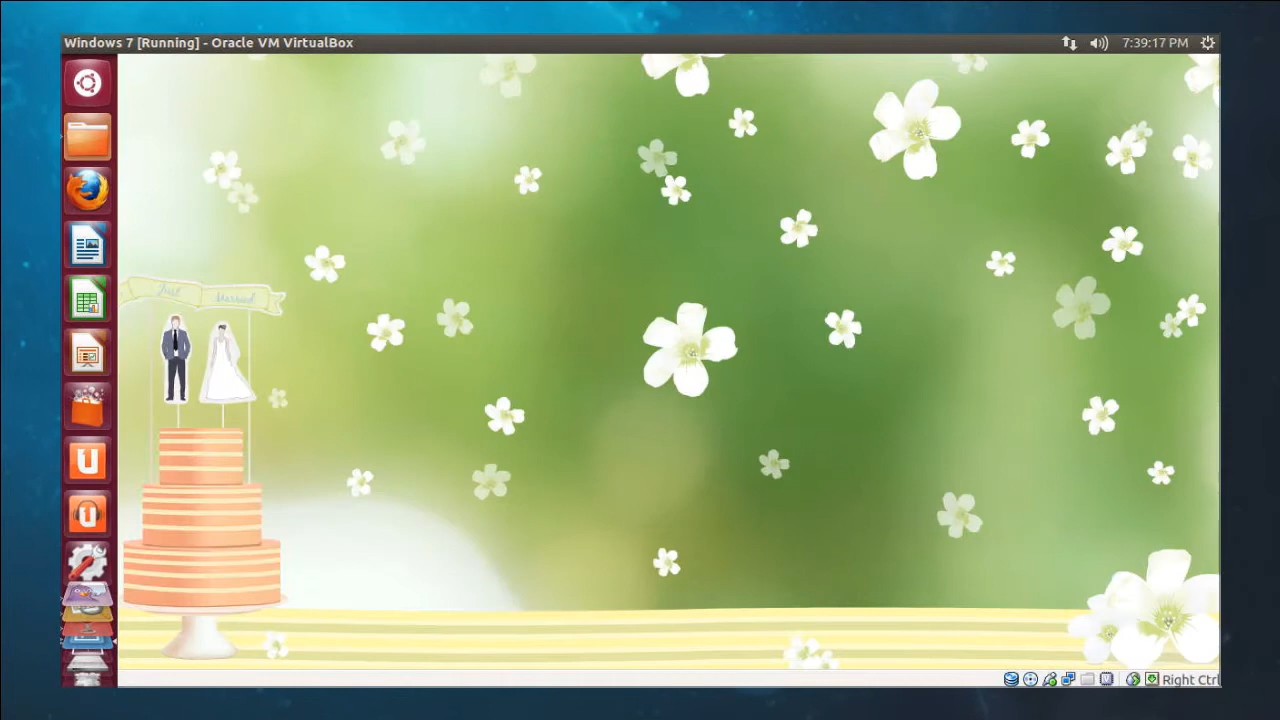 Windows 7 [Running] - Oracle VM VirtualBox
7:39:17 PM
Just Married
Right Ctrl